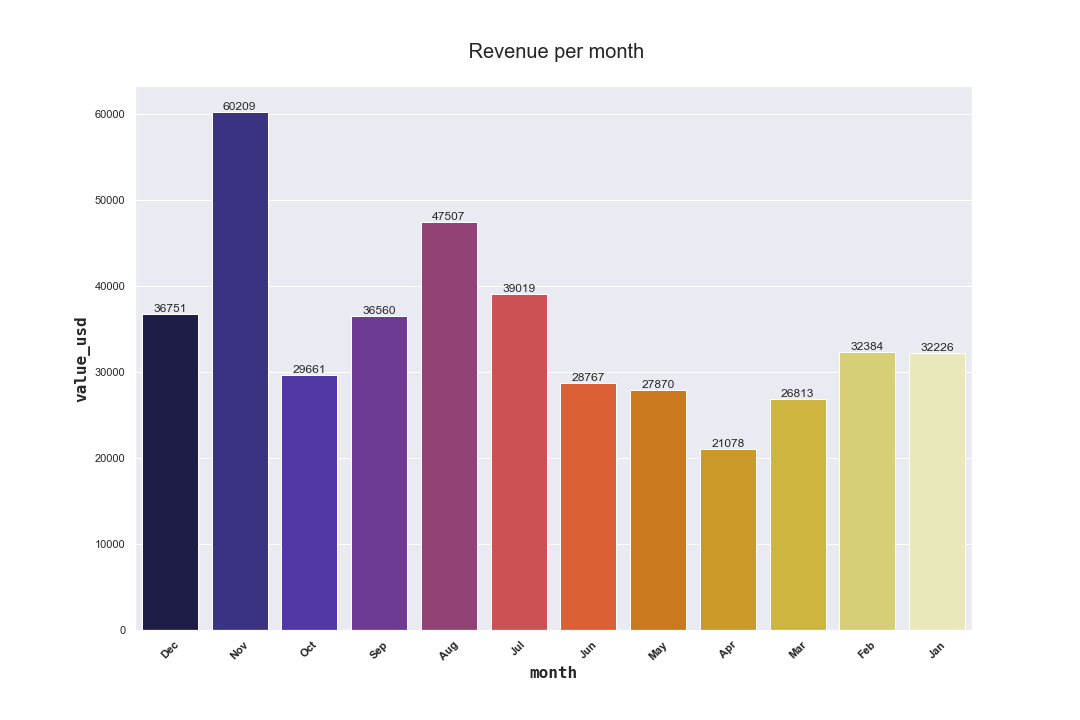 Revenue per month
60000
50000
40000
30000
20000
10000
0
value_usd
36751
60209
29661
36560
47507
39019
28767
27870
21078
26813
32384
32226
Dec
Nov
Oct
Sep
Aug
Jul
Jun
May
Apr
Mar
Feb
Jan
month